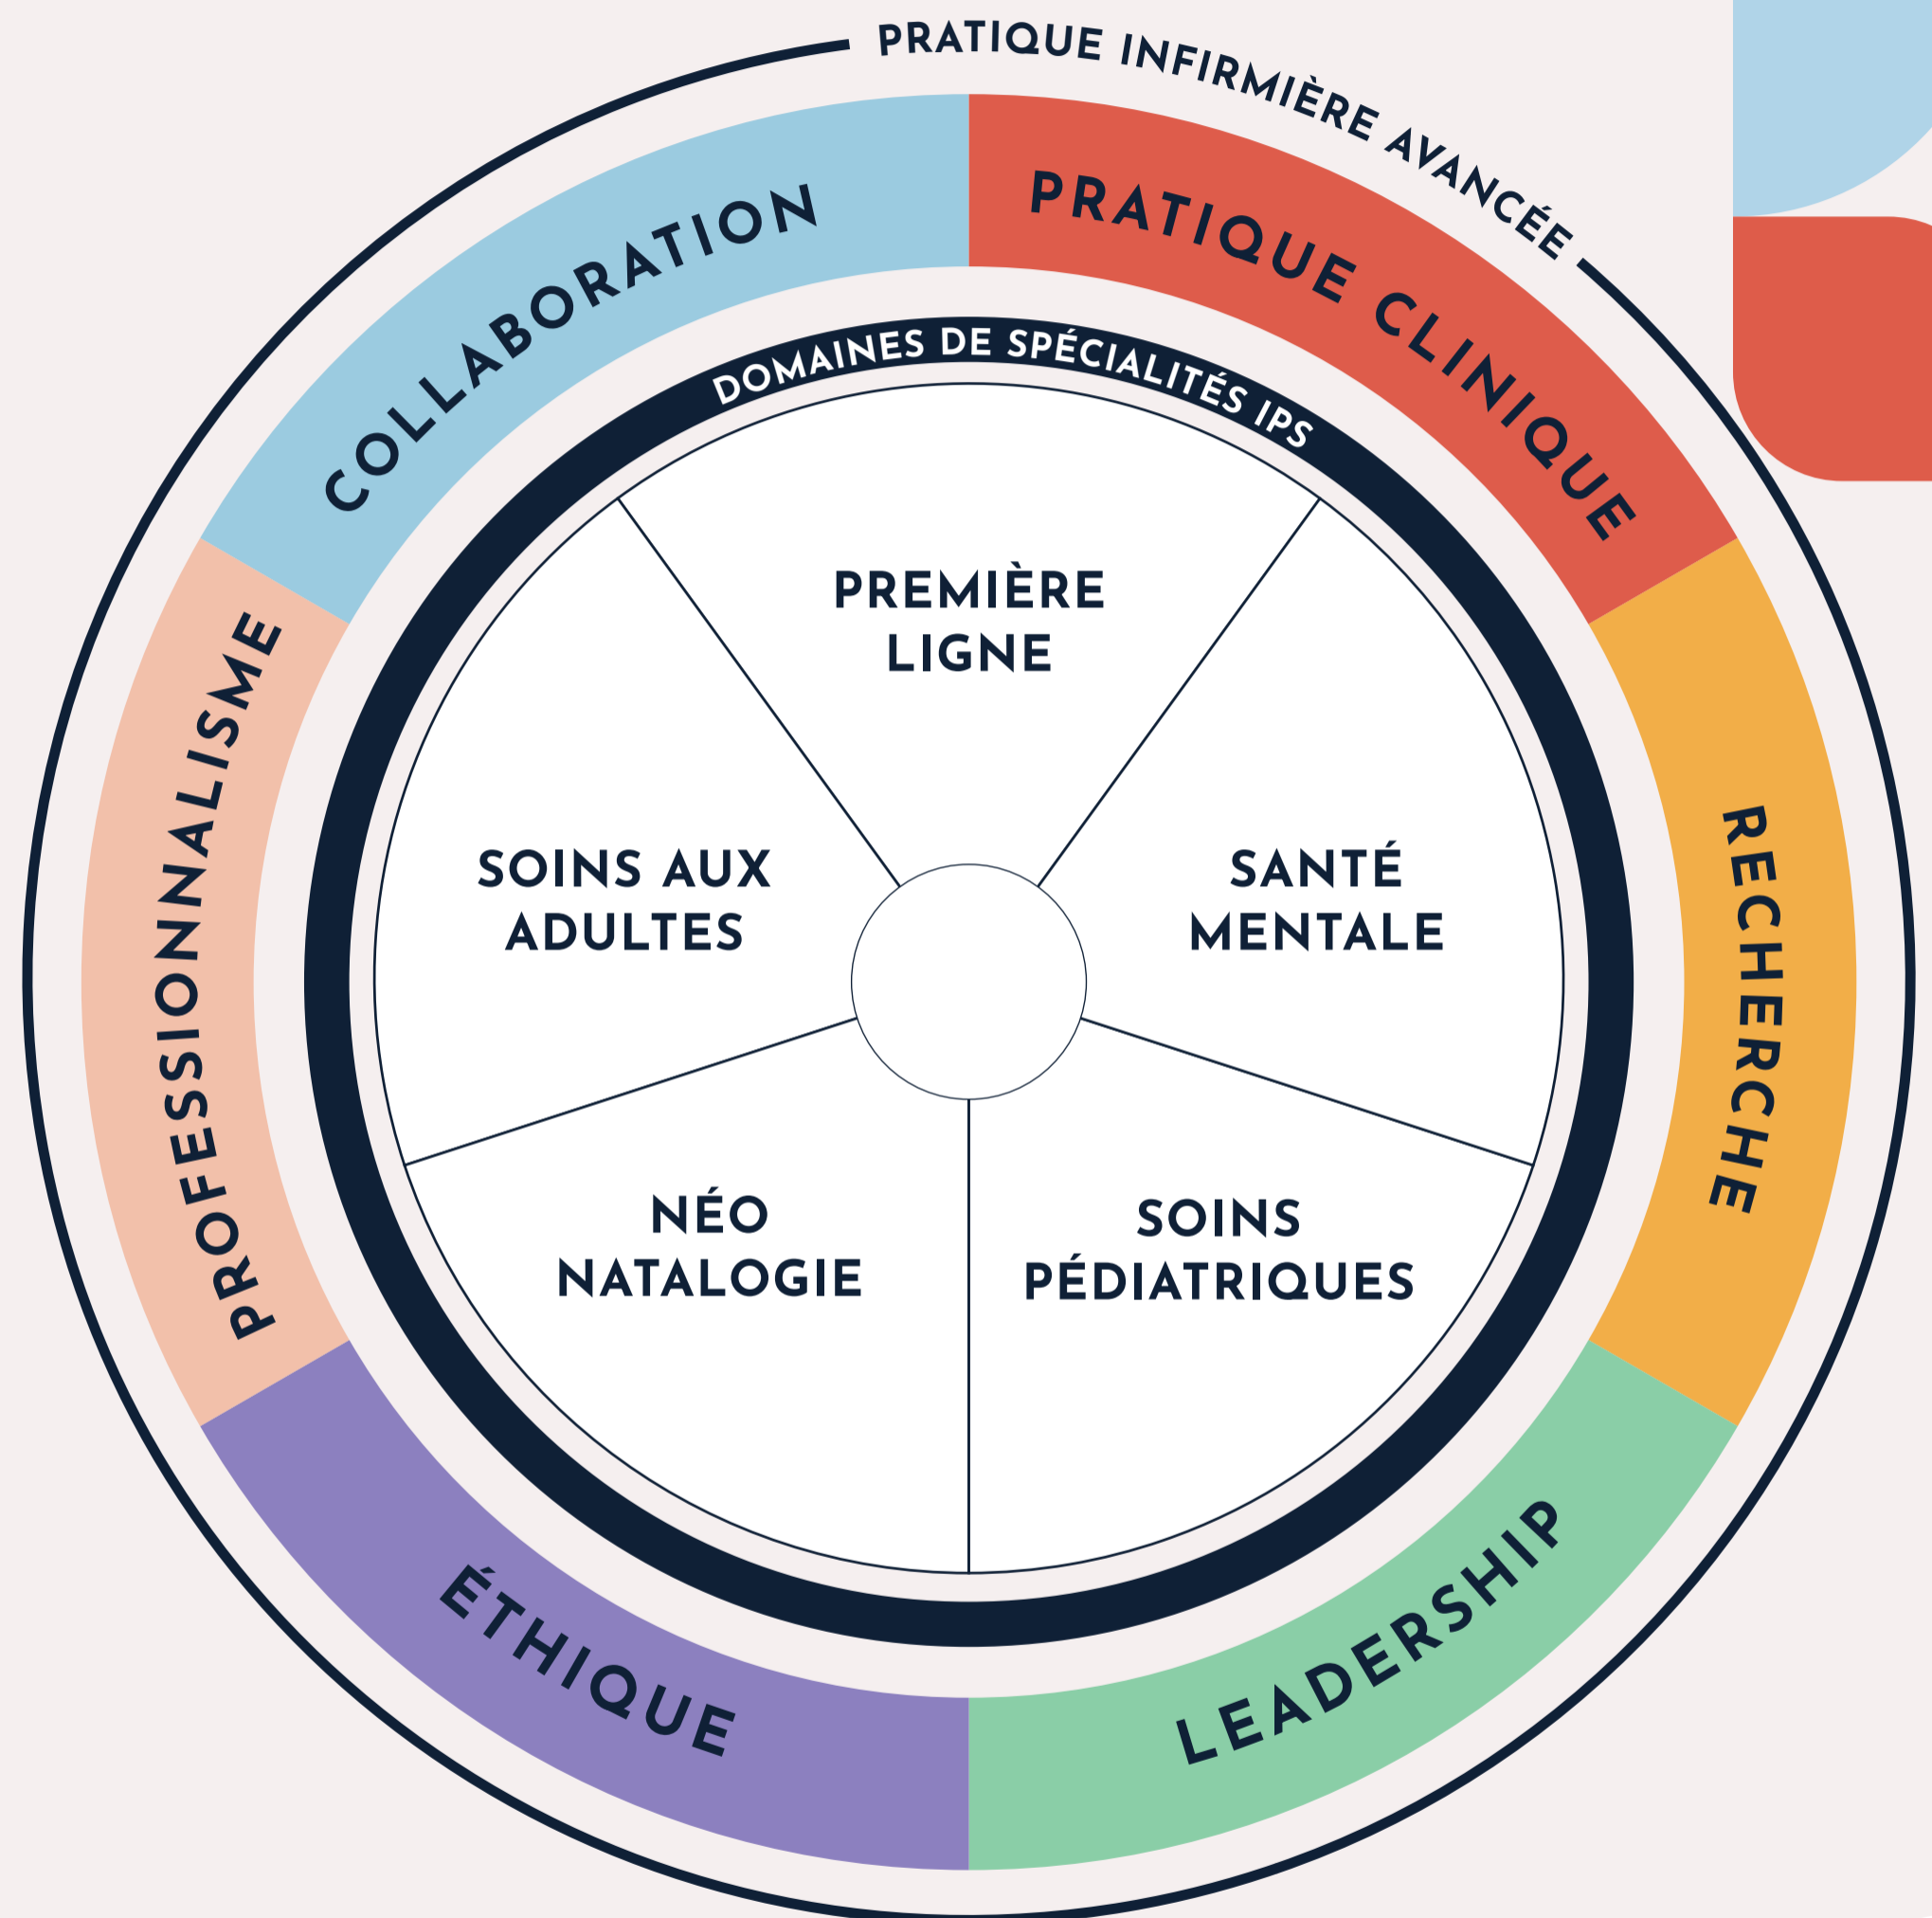 PRATIQUE INFIRMIÈRE AVANCÉE
COLLABORATION
PRATIQUE CLINIQUE
RECHERCHE
LEADERSHIP
ÉTHIQUE
PROFESSIONNALISME
DOMAINES DE SPÉCIALITÉS IPS
PREMIÈRE
LIGNE
SANTÉ
MENTALE
SOINS
PÉDIATRIQUES
NÉO
NATALOGIE
SOINS AUX
ADULTES